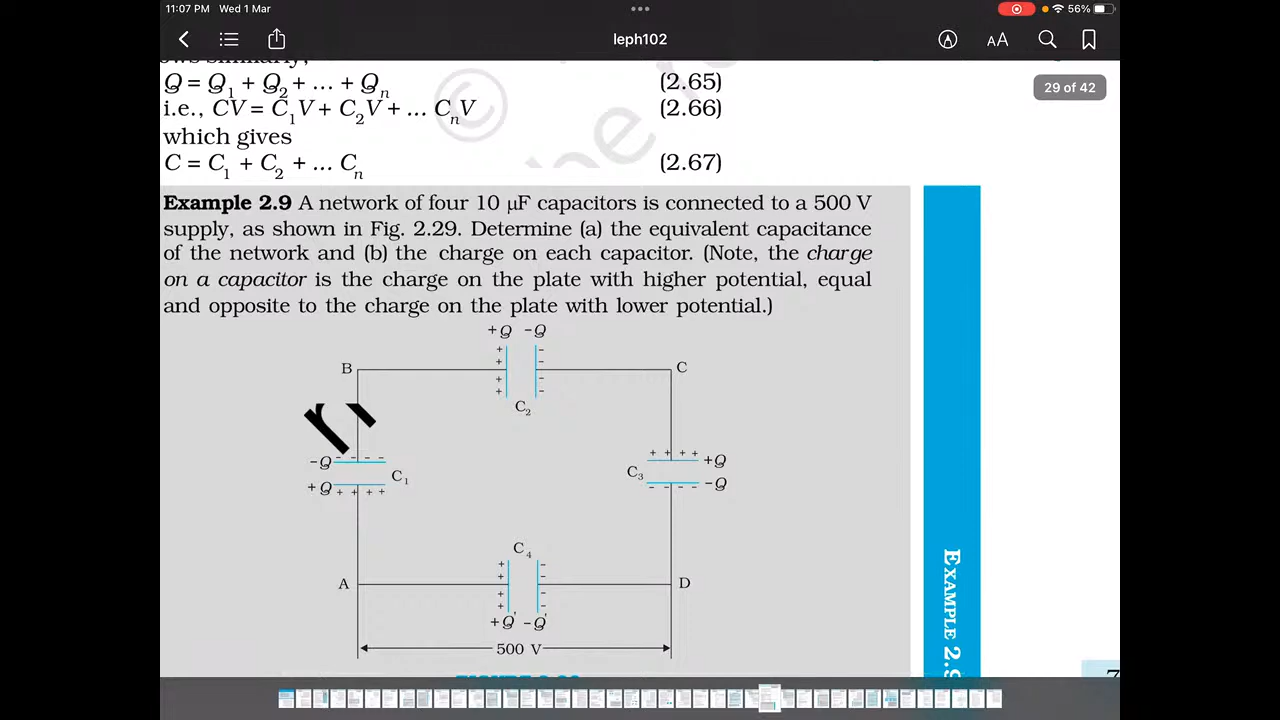 11:07 PM Wed 1 Mar
56%
leph102
AA
29 of 42
Q = Q1 + Q2 + ... + Qn (2.65)
i.e., CV = C1V + C2V + ... CnV (2.66)
which gives
C = C1 + C2 + ... Cn (2.67)
Example 2.9 A network of four 10 μF capacitors is connected to a 500 V
supply, as shown in Fig. 2.29. Determine (a) the equivalent capacitance
of the network and (b) the charge on each capacitor. (Note, the charge
on a capacitor is the charge on the plate with higher potential, equal
and opposite to the charge on the plate with lower potential.)
+Q -Q
B
C
C2
-Q
+Q
C1
C3
+Q
-Q
C4
A
D
+Q' -Q'
500 V
EXAMPLE 2.9